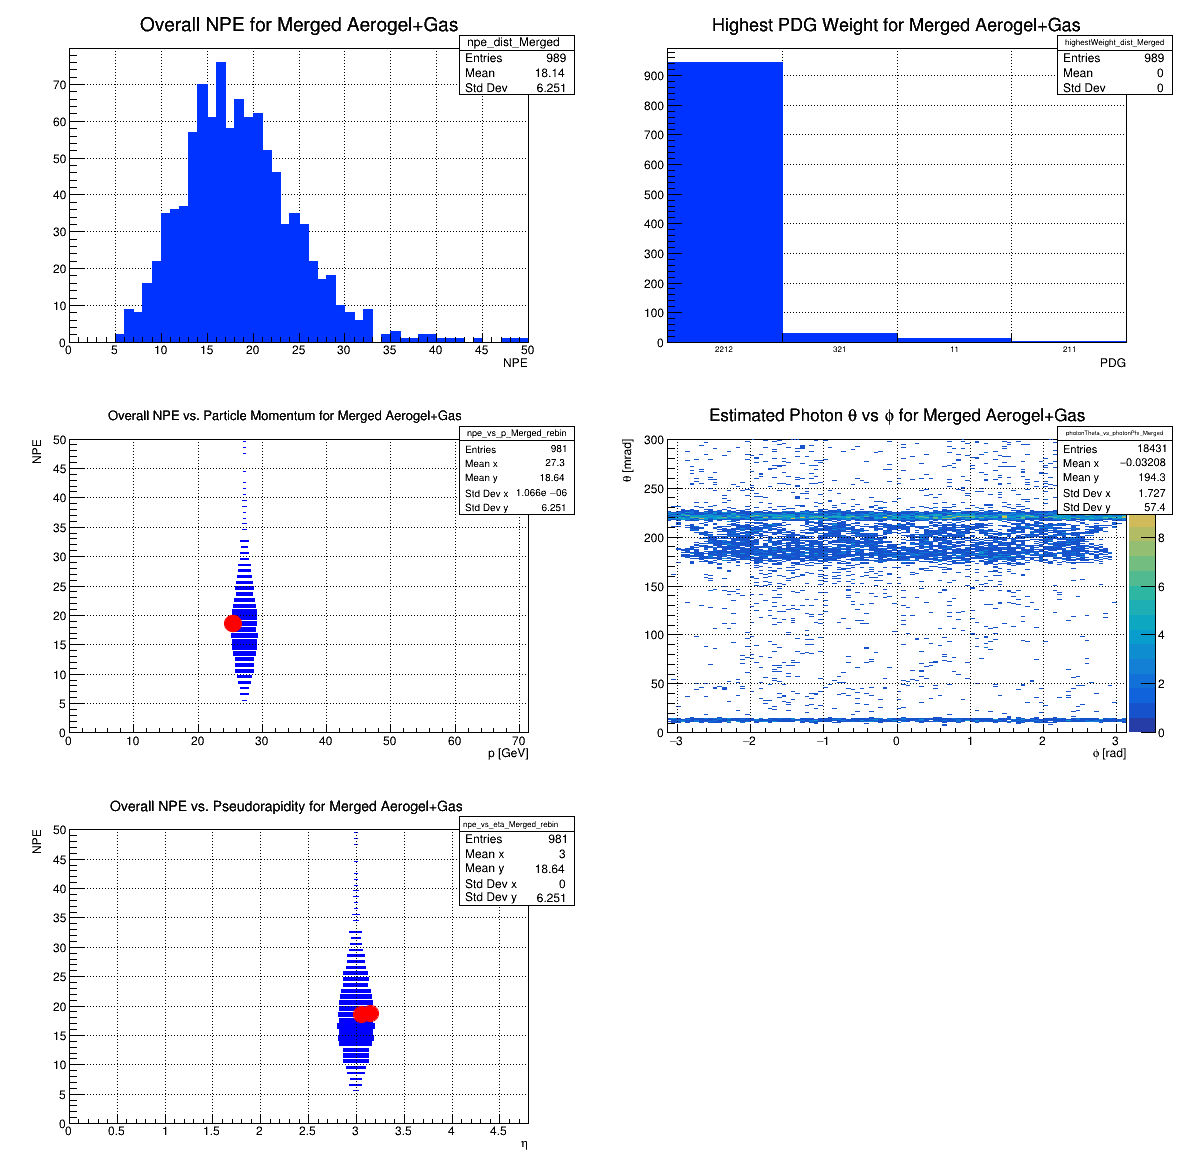 Overall NPE for Merged Aerogel+Gas
npe_dist_Merged
Entries 989
Mean 18.14
Std Dev 6.251
70
60
50
40
30
20
10
0
0 5 10 15 20 25 30 35 40 45 50
NPE
Highest PDG Weight for Merged Aerogel+Gas
highestWeight_dist_Merged
Entries 989
Mean 0
Std Dev 0
900
800
700
600
500
400
300
200
100
0
2212 321 11 211
PDG
Overall NPE vs. Particle Momentum for Merged Aerogel+Gas
npe_vs_p_Merged_rebin
Entries 981
Mean x 27.3
Mean y 18.64
Std Dev x 1.066e −06
Std Dev y 6.251
NPE
50
45
40
35
30
25
20
15
10
5
0
0 10 20 30 40 50 60 70
p [GeV]
Estimated Photon θ vs ϕ for Merged Aerogel+Gas
photonTheta_vs_photonPhi_Merged
Entries 18431
Mean x −0.03208
Mean y 194.3
Std Dev x 1.727
Std Dev y 57.4
θ [mrad]
300
250
200
150
100
50
0
−3 −2 −1 0 1 2 3
ϕ [rad]
8
6
4
2
0
Overall NPE vs. Pseudorapidity for Merged Aerogel+Gas
npe_vs_eta_Merged_rebin
Entries 981
Mean x 3
Mean y 18.64
Std Dev x 0
Std Dev y 6.251
NPE
50
45
40
35
30
25
20
15
10
5
0
0 0.5 1 1.5 2 2.5 3 3.5 4 4.5
η